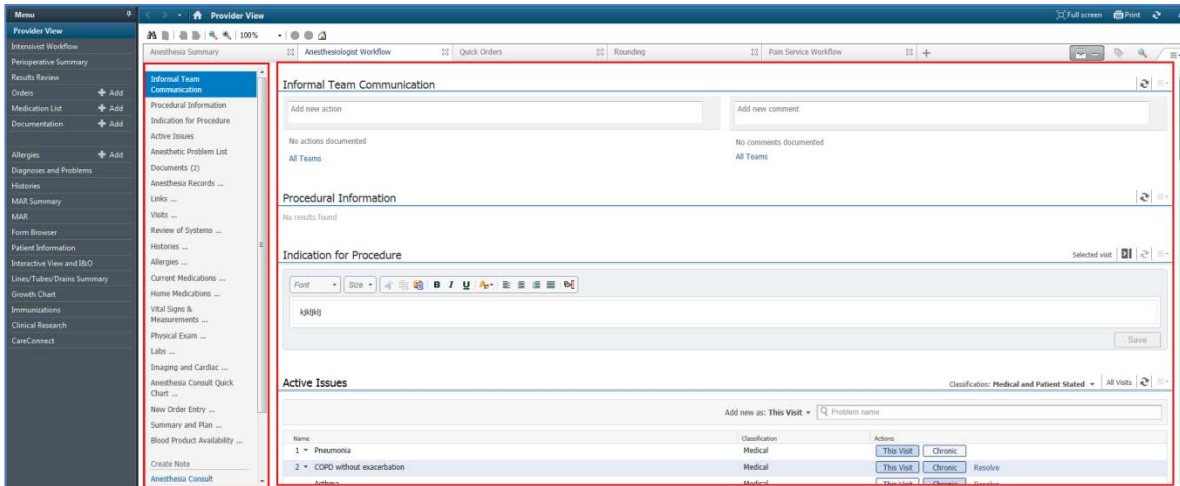 Menu
Provider View
Intensivist Workflow
Perioperative Summary
Results Review
Orders + Add
Medication List + Add
Documentation + Add
Allergies + Add
Diagnoses and Problems
Histories
MAR Summary
MAR
Form Browser
Patient Information
Interactive View and I&O
Lines/Tubes/Drains Summary
Growth Chart
Immunizations
Clinical Research
CareConnect
Provider View
Full screen Print
100%
Anesthesia Summary Anesthesiologist Workflow Quick Orders Rounding Pain Service Workflow +
Informal Team
Communication
Procedural Information
Indication for Procedure
Active Issues
Anesthetic Problem List
Documents (2)
Anesthesia Records ...
Links ...
Visits ...
Review of Systems ...
Histories ...
Allergies ...
Current Medications ...
Home Medications ...
Vital Signs &
Measurements ...
Physical Exam ...
Labs ...
Imaging and Cardiac ...
Anesthesia Consult Quick
Chart ...
New Order Entry ...
Summary and Plan ...
Blood Product Availability ...
Create Note
Anesthesia Consult
Informal Team Communication
Add new action Add new comment
No actions documented No comments documented
All Teams All Teams
Procedural Information
No results found
Indication for Procedure Selected visit
Font Size B I U A
kjkljklj
Save
Active Issues Classification: Medical and Patient Stated All Visits
Add new as: This Visit Problem name
Name Classification Actions
1 Pneumonia Medical This Visit Chronic
2 COPD without exacerbation Medical This Visit Chronic Resolve
Asthma Medical This Visit Chronic Resolve